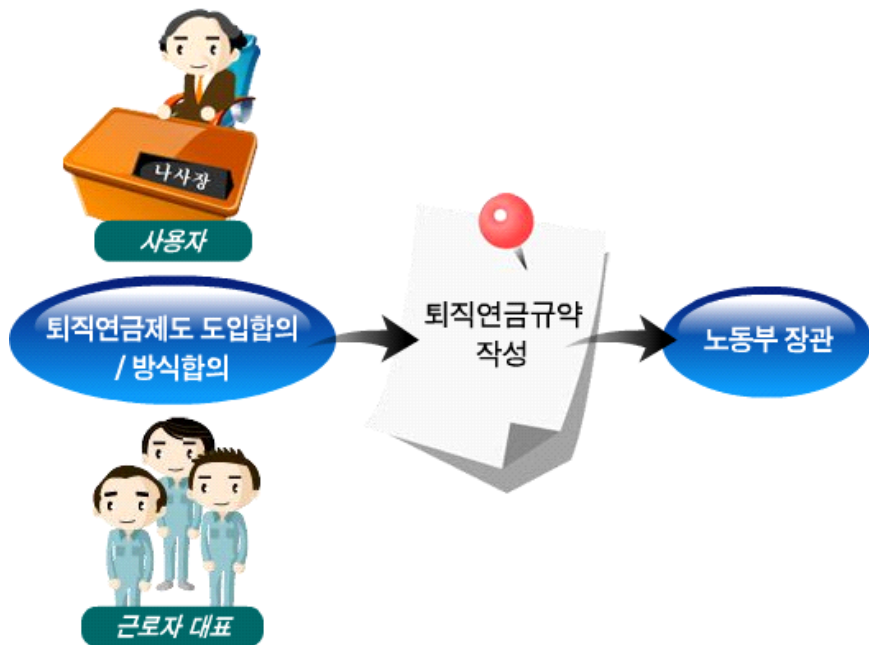 나사장
사용자
퇴직연금제도 도입합의
/ 방식합의
퇴직연금규약
작성
노동부 장관
근로자 대표